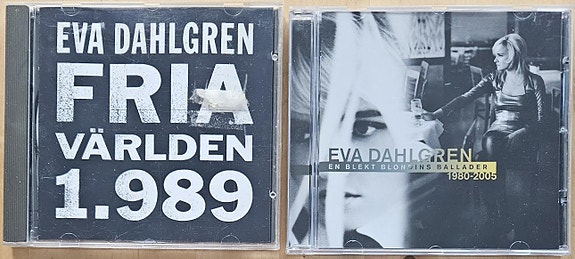 EVA DAHLGREN
FRIA
VÄRLDEN
1.989
EVA DAHLGREN
EN BLEKT BLONDINS BALLADER
1980-2005